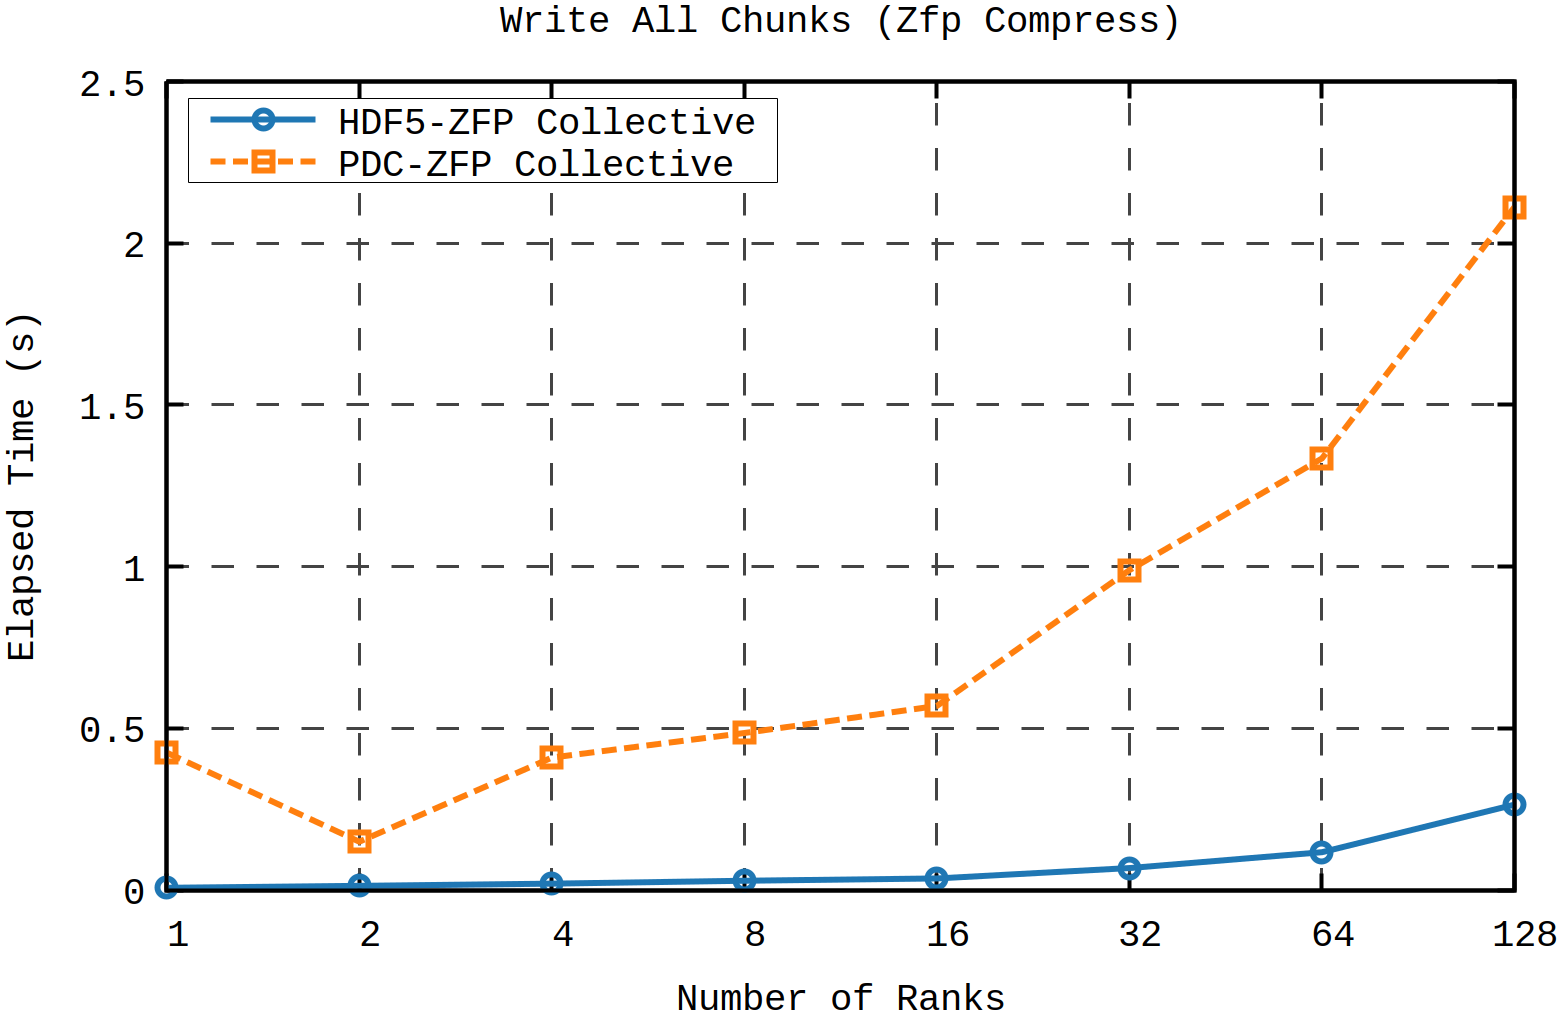 Write All Chunks (Zfp Compress)
HDF5-ZFP Collective
PDC-ZFP Collective
2.5
2
1.5
1
0.5
0
Elapsed Time (s)
1 2 4 8 16 32 64 128
Number of Ranks